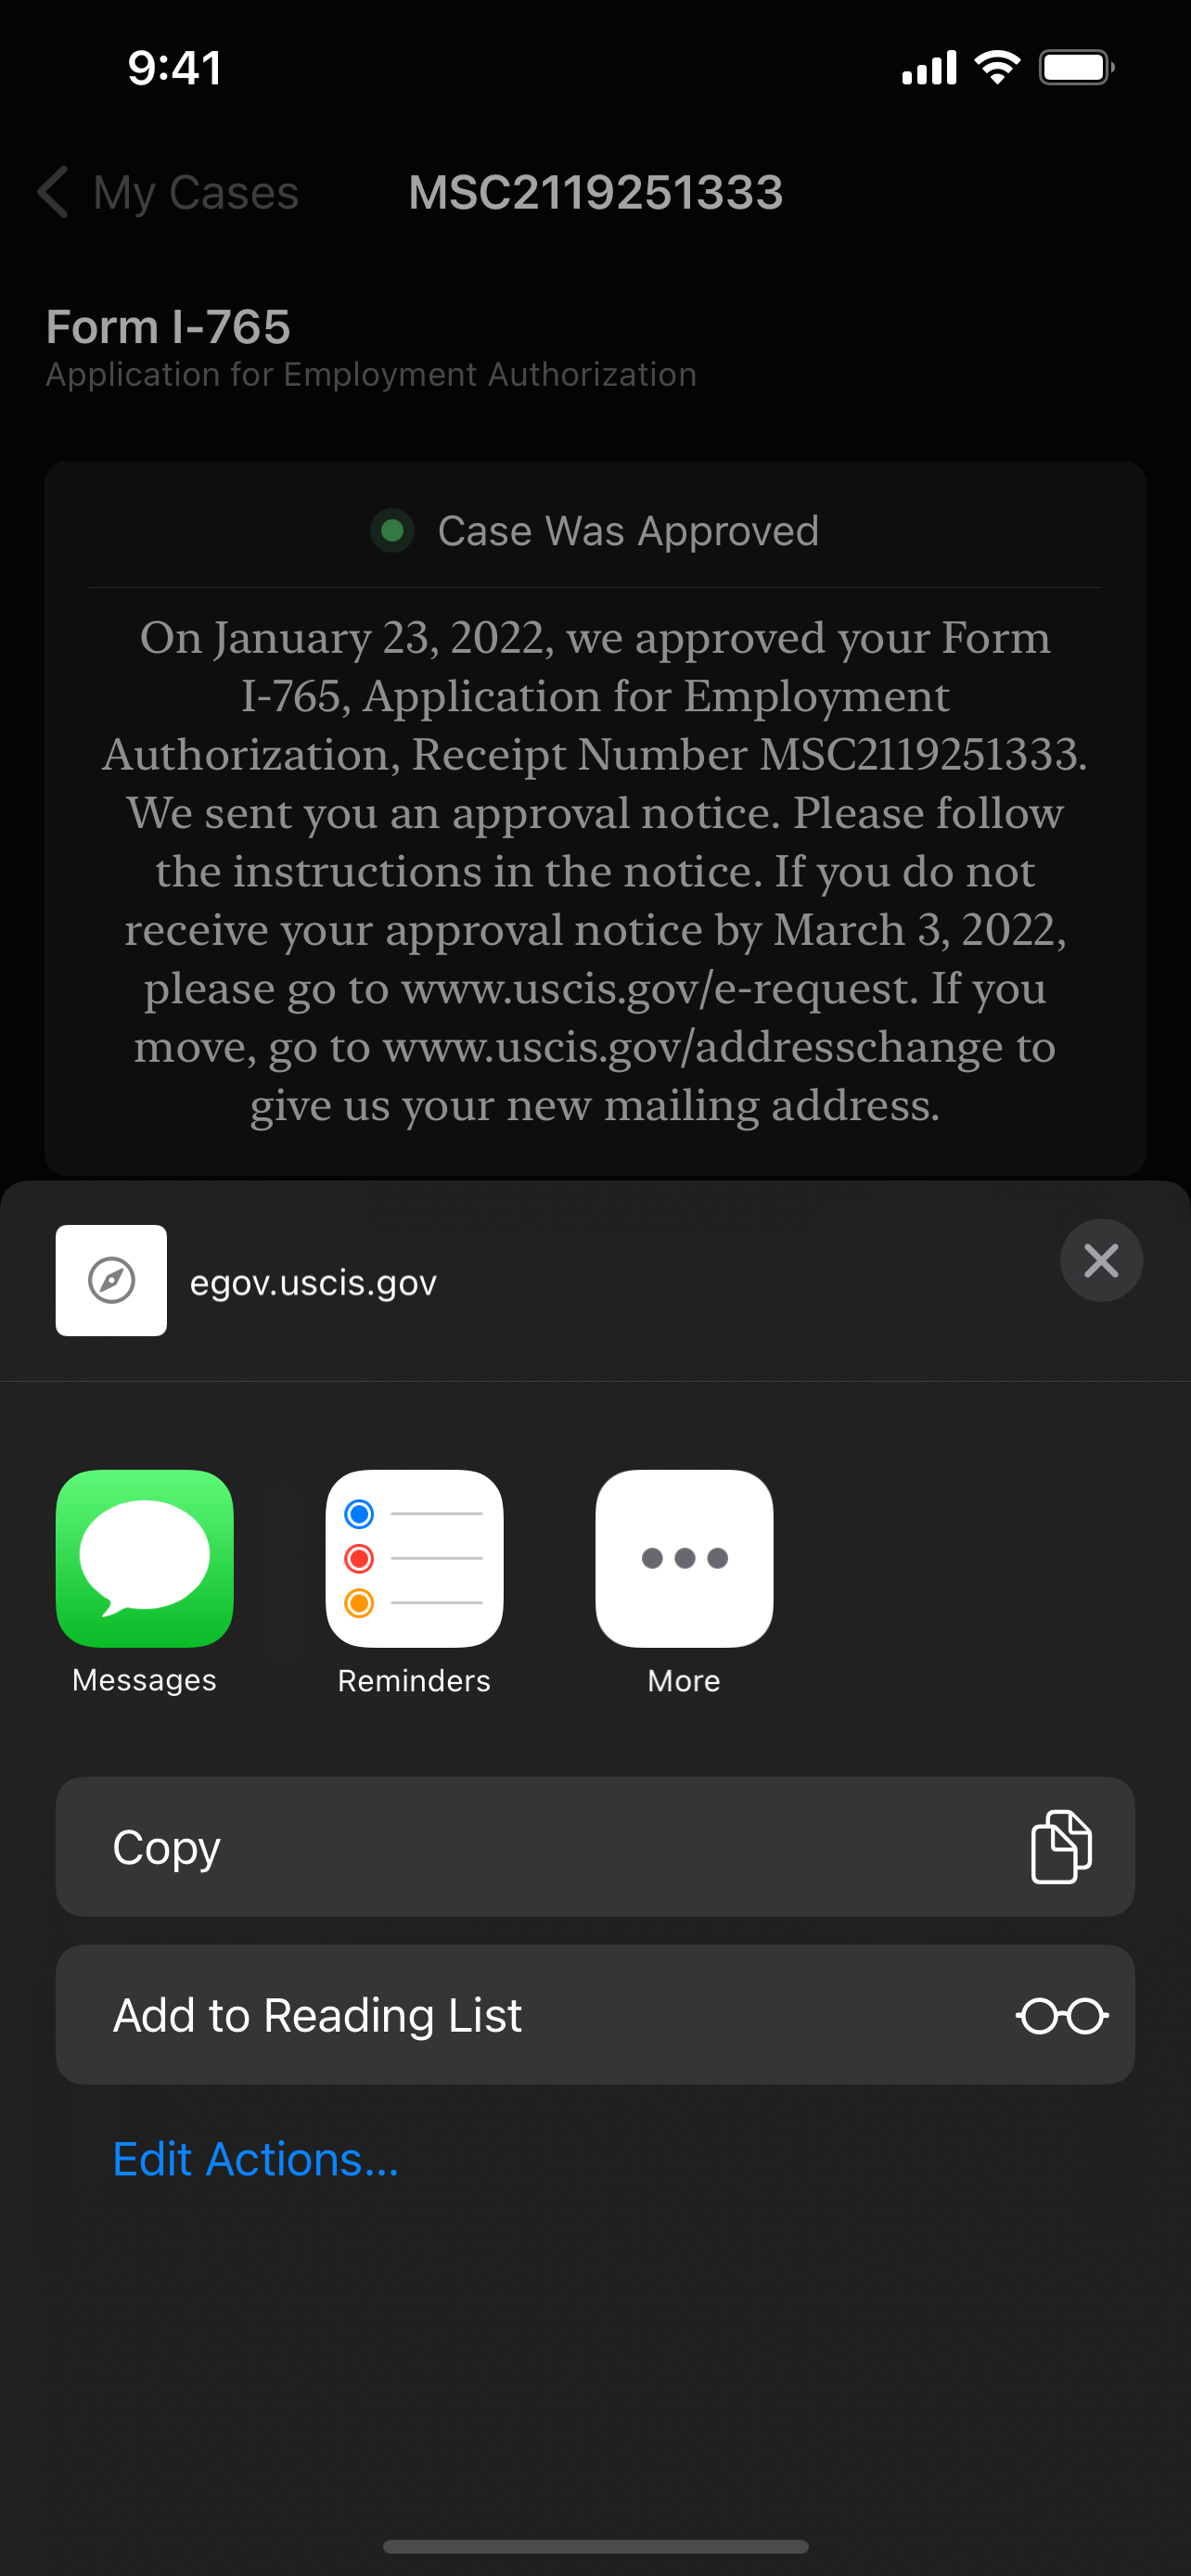 9:41
My Cases
MSC2119251333
Form I-765
Application for Employment Authorization
Case Was Approved
On January 23, 2022, we approved your Form
I-765, Application for Employment
Authorization, Receipt Number MSC2119251333.
We sent you an approval notice. Please follow
the instructions in the notice. If you do not
receive your approval notice by March 3, 2022,
please go to www.uscis.gov/e-request. If you
move, go to www.uscis.gov/addresschange to
give us your new mailing address.
egov.uscis.gov
Messages
Reminders
More
Copy
Add to Reading List
Edit Actions...